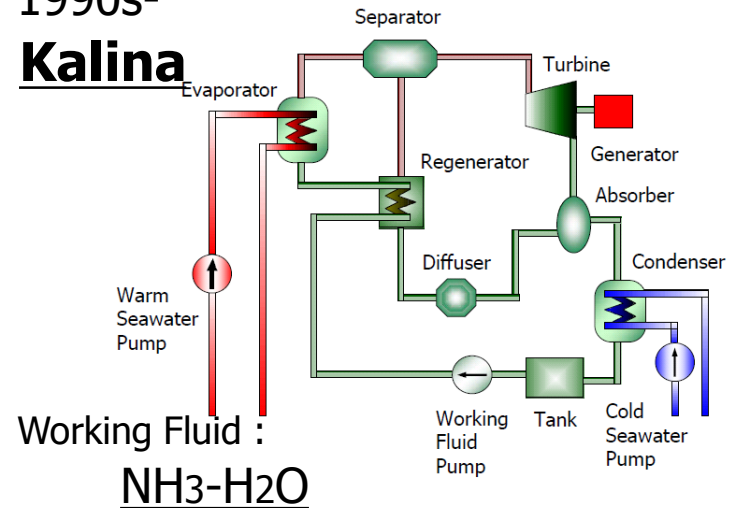 1990s-
Kalina
Separator
Turbine
Evaporator
Generator
Regenerator
Absorber
Diffuser
Condenser
Warm
Seawater
Pump
Working
Fluid
Pump
Tank
Cold
Seawater
Pump
Working Fluid :
NH3-H2O